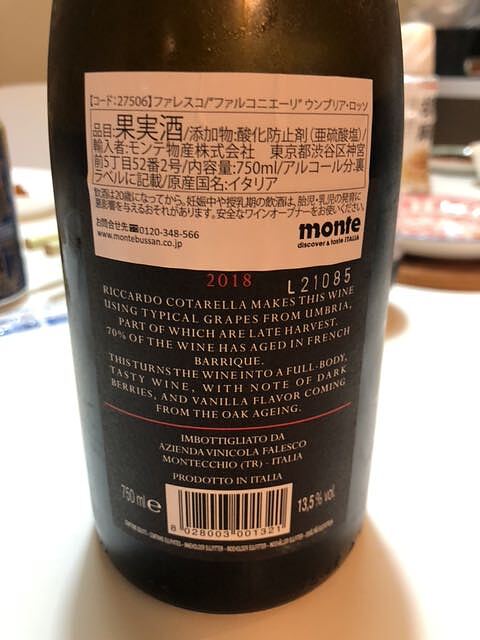 【コード:27506】ファレスコ/"ファルコニエーリ" ウンブリア・ロッソ
品目:果実酒/添加物:酸化防止剤(亜硫酸塩)/
輸入者:モンテ物産株式会社 東京都渋谷区神宮
前5丁目52番2号/内容量:750ml/アルコール分:裏
ラベルに記載/原産国名:イタリア
飲酒は20歳になってから。妊娠中や授乳期の飲酒は、胎児・乳児の発育に
悪影響を与えるおそれがあります。安全なワインオープナーをお使いください。
お問合せ先 0120-348-566
www.montebussan.co.jp
monte
discover & taste ITALIA
2018 L21085
RICCARDO COTARELLA MAKES THIS WINE
USING TYPICAL GRAPES FROM UMBRIA,
PART OF WHICH ARE LATE HARVEST.
70% OF THE WINE HAS AGED IN FRENCH
BARRIQUE.
THIS TURNS THE WINE INTO A FULL-BODY,
TASTY WINE, WITH NOTE OF DARK
BERRIES, AND VANILLA FLAVOR COMING
FROM THE OAK AGEING.
IMBOTTIGLIATO DA
AZIENDA VINICOLA FALESCO
MONTECCHIO (TR) - ITALIA
PRODOTTO IN ITALIA
750 ml e
13,5% vol.
8 028003 001321